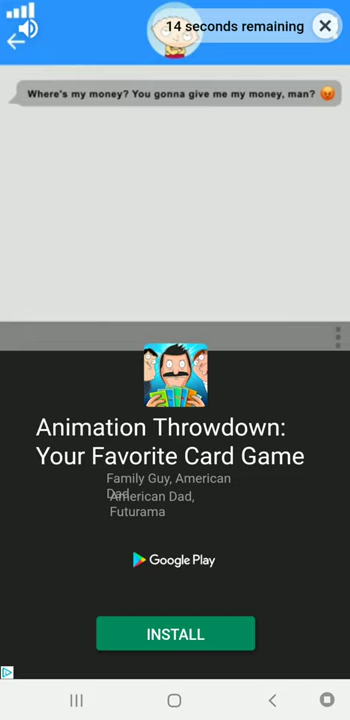 14 seconds remaining
Where's my money? You gonna give me my money, man?
Animation Throwdown:
Your Favorite Card Game
Family Guy, American
Dad
American Dad,
Futurama
Google Play
INSTALL